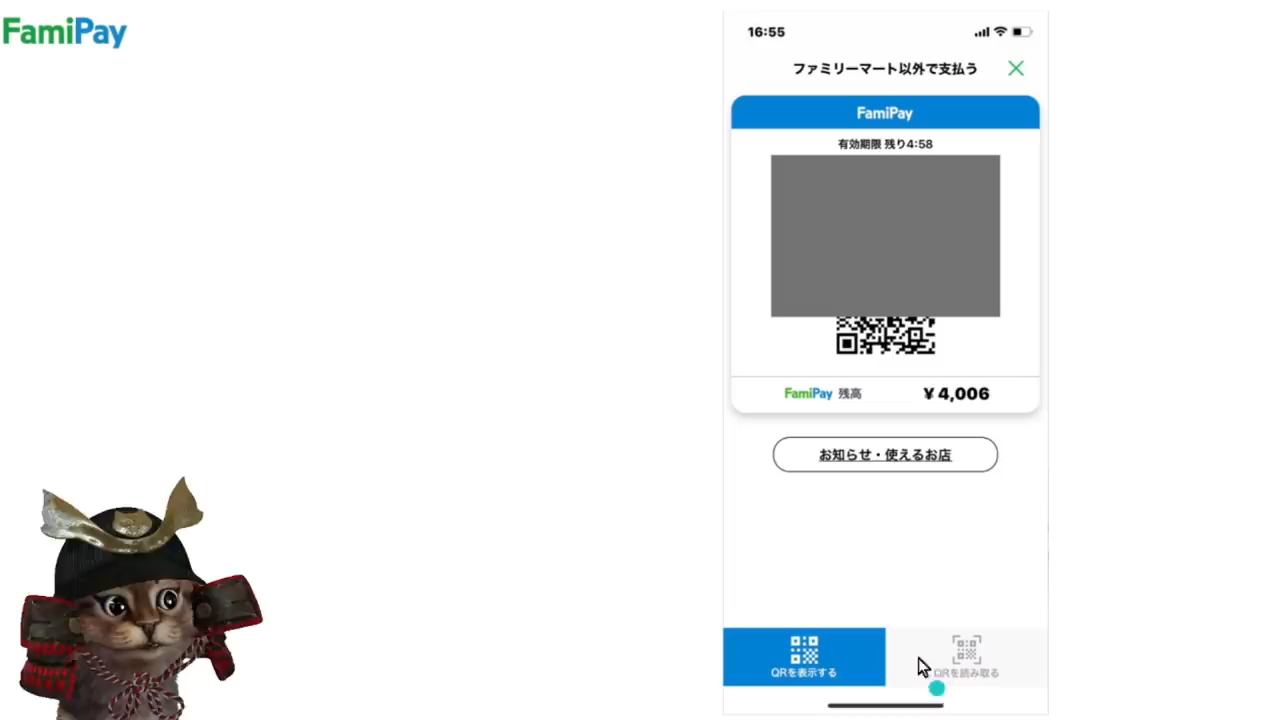 FamiPay
16:55
ファミリーマート以外で支払う
FamiPay
有効期限 残り4:58
FamiPay 残高 ¥4,006
お知らせ・使えるお店
QRを表示する
QRを読み取る